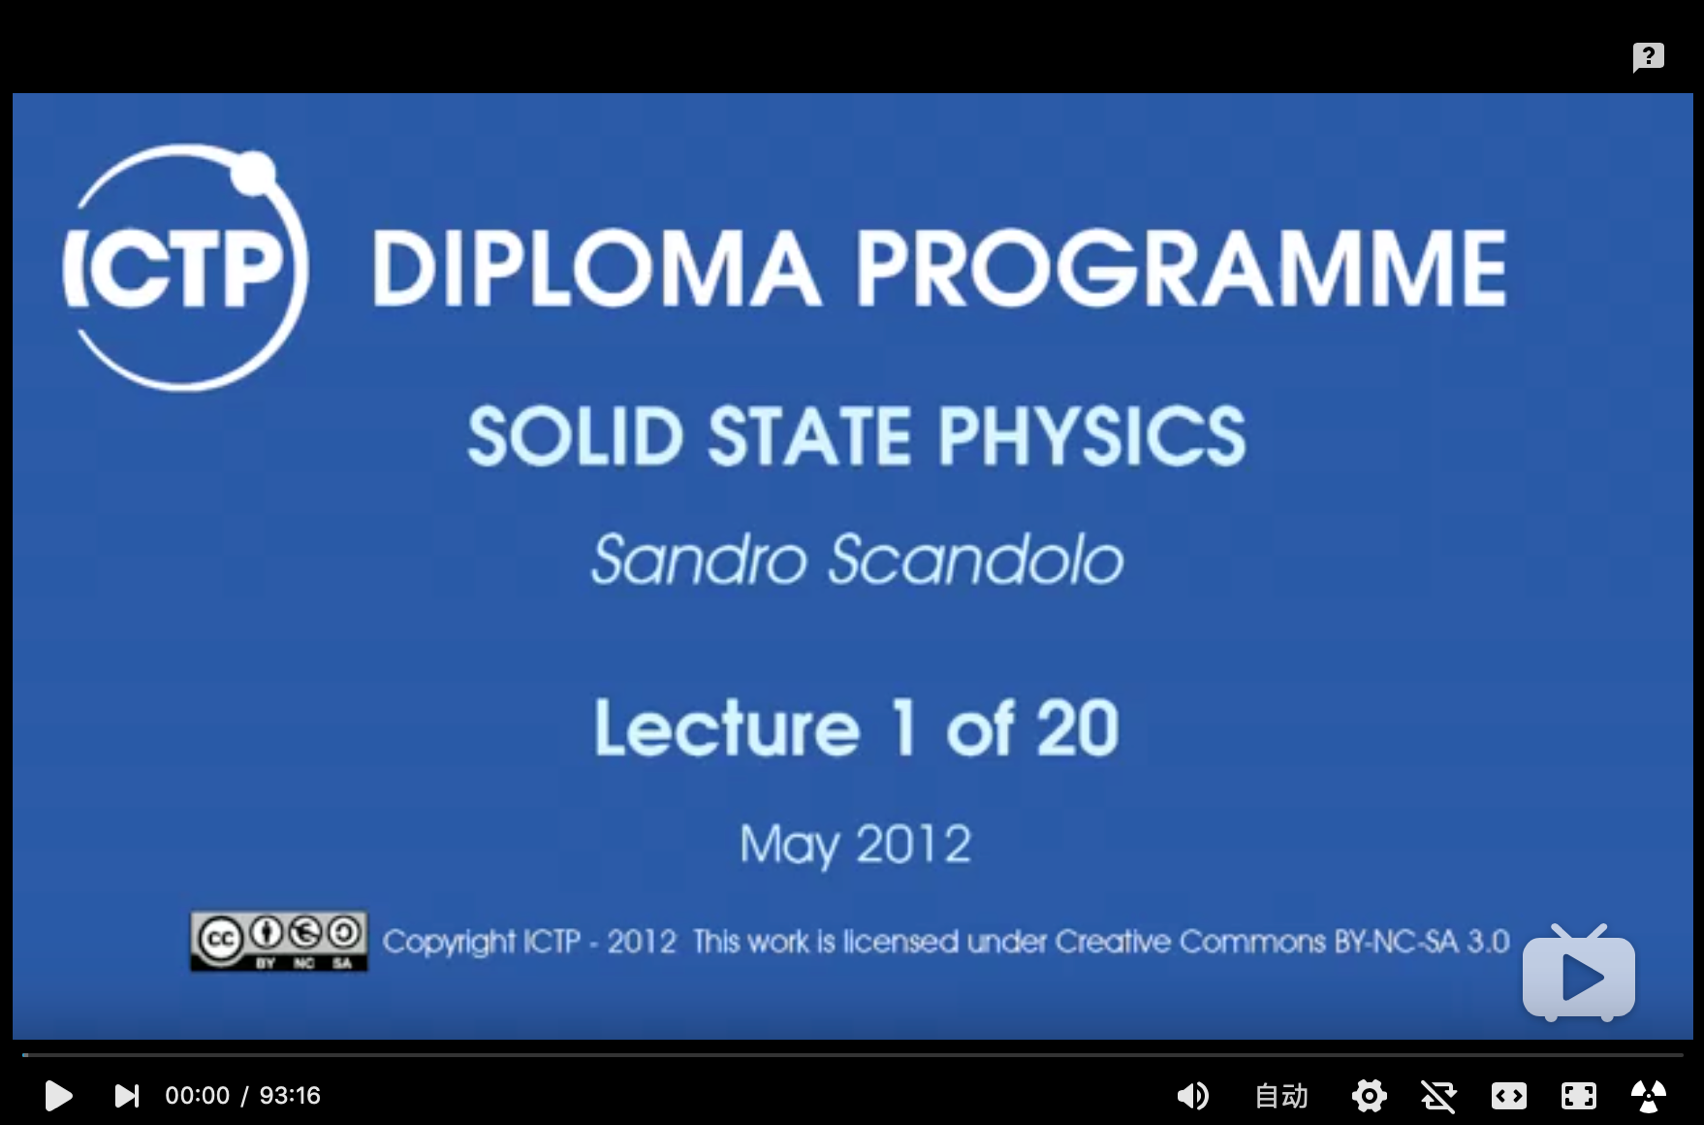 ?
ICTP DIPLOMA PROGRAMME
SOLID STATE PHYSICS
Sandro Scandolo
Lecture 1 of 20
May 2012
cc BY NC SA Copyright ICTP - 2012 This work is licensed under Creative Commons BY-NC-SA 3.0
00:00 / 93:16 自动